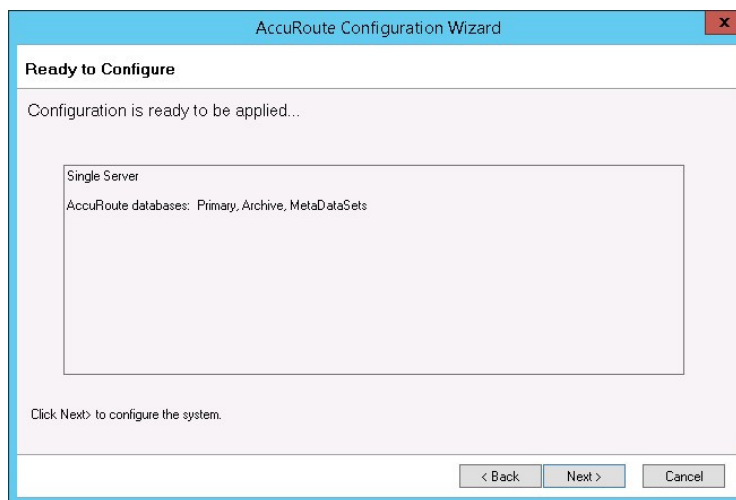 AccuRoute Configuration Wizard
x
Ready to Configure
Configuration is ready to be applied...
Single Server
AccuRoute databases: Primary, Archive, MetaDataSets
Click Next> to configure the system.
< Back Next > Cancel